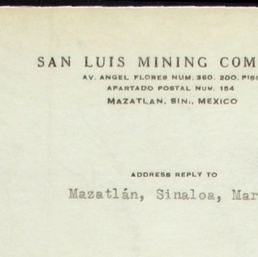 SAN LUIS MINING COM
AV. ANGEL FLORES NUM. 360. 2DO. PISO
APARTADO POSTAL NUM. 154
MAZATLAN, SIN., MEXICO
ADDRESS REPLY TO
Mazatlán, Sinaloa, Mar